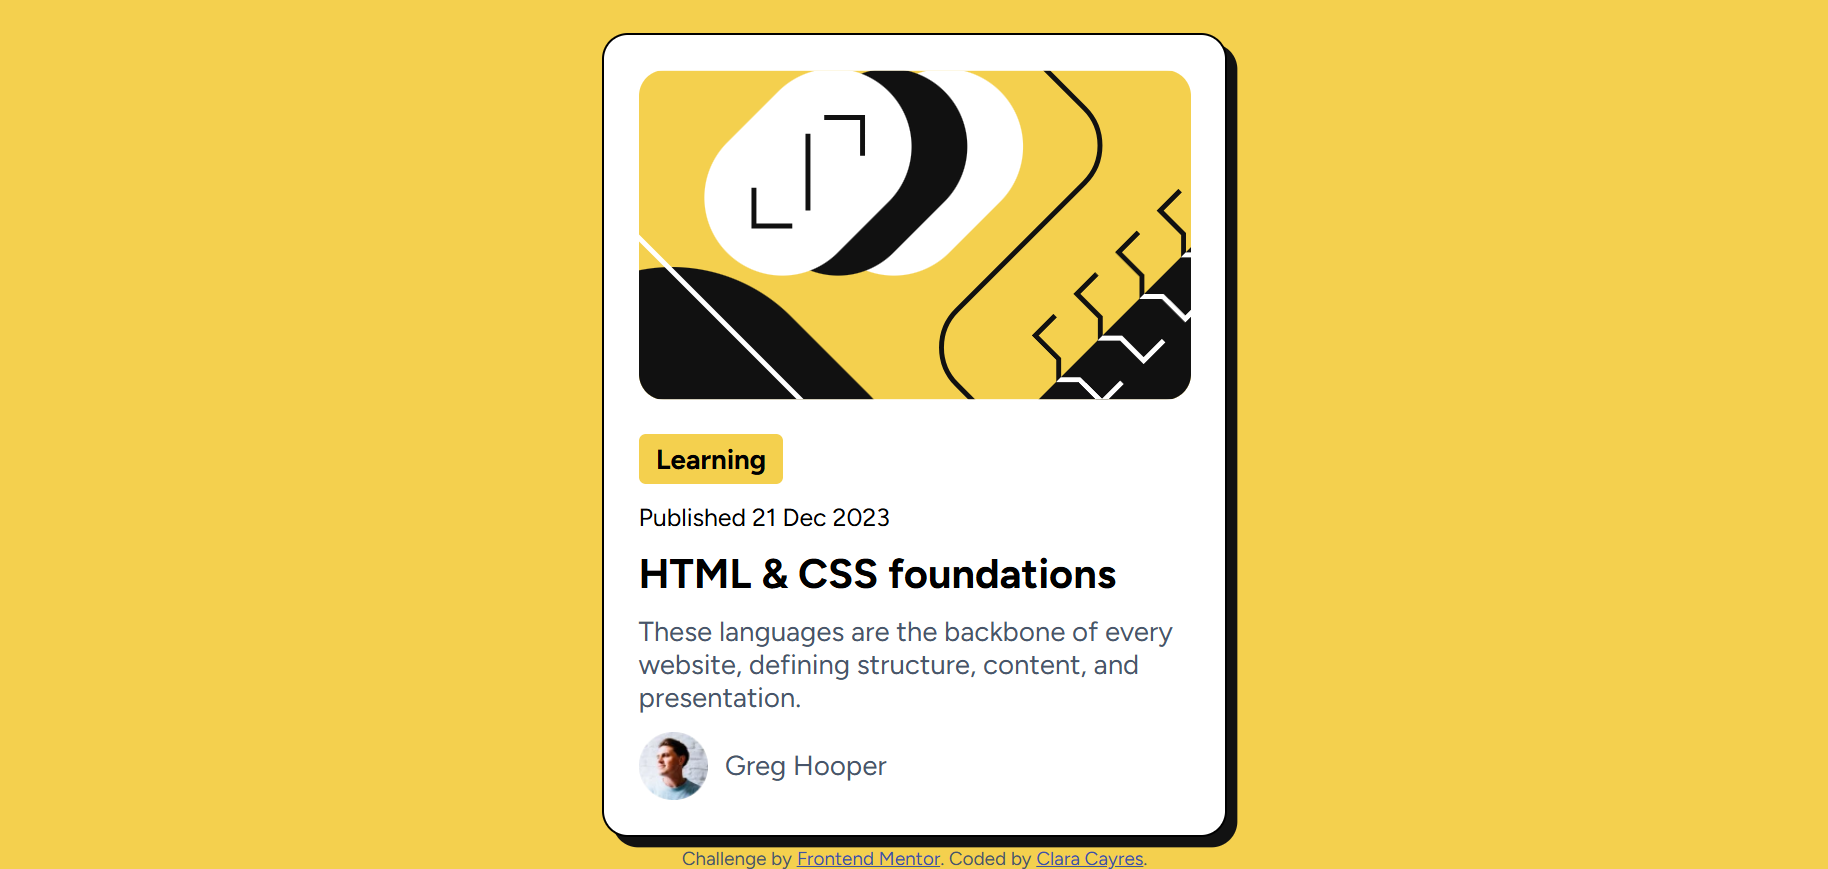 Learning
Published 21 Dec 2023
HTML & CSS foundations
These languages are the backbone of every
website, defining structure, content, and
presentation.
Greg Hooper
Challenge by Frontend Mentor. Coded by Clara Cayres.